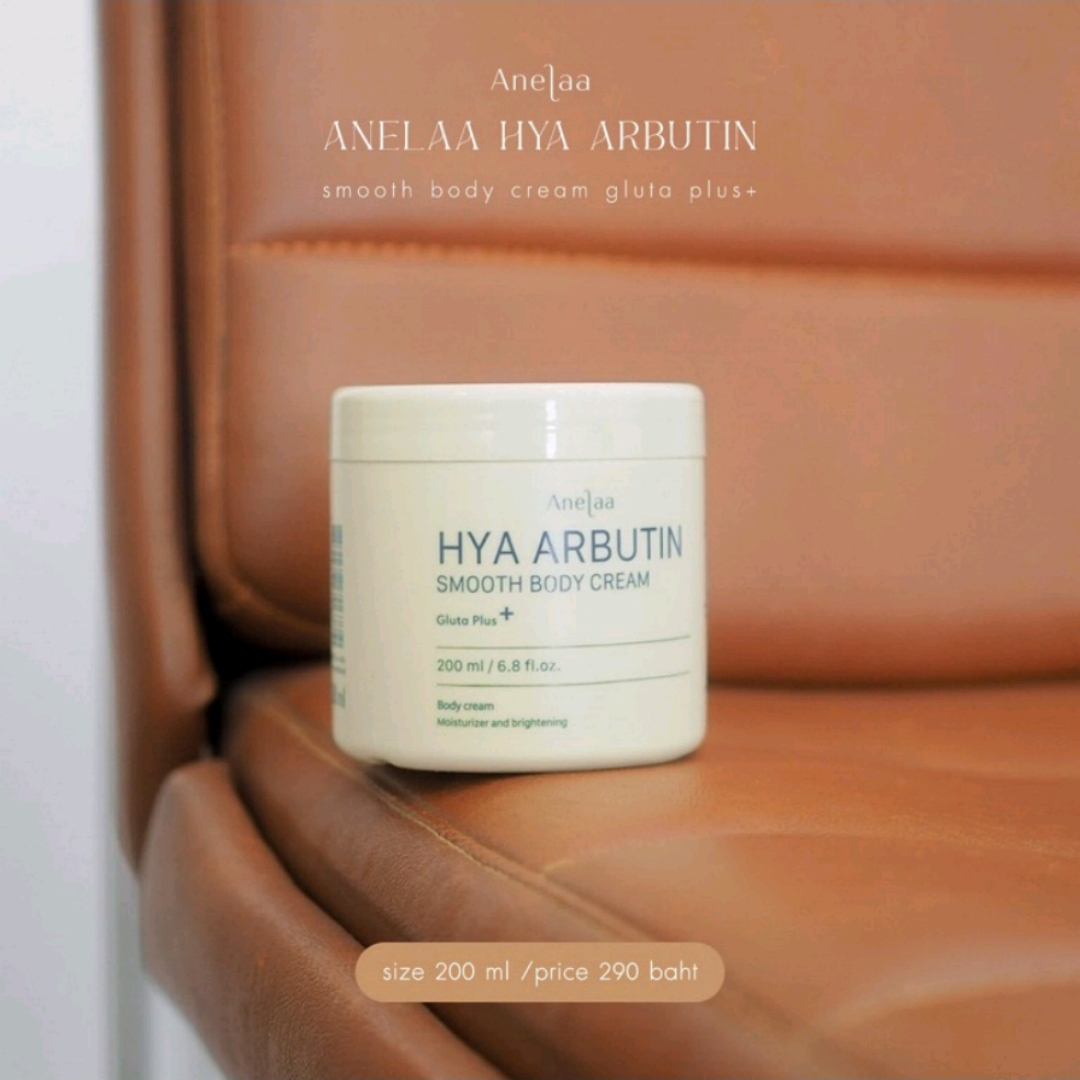 Anelaa
ANELAA HYA ARBUTIN
smooth body cream gluta plus+
Anelaa
HYA ARBUTIN
SMOOTH BODY CREAM
Gluta Plus+
200 ml / 6.8 fl.oz.
Body cream
Moisturizer and brightening
size 200 ml /price 290 baht